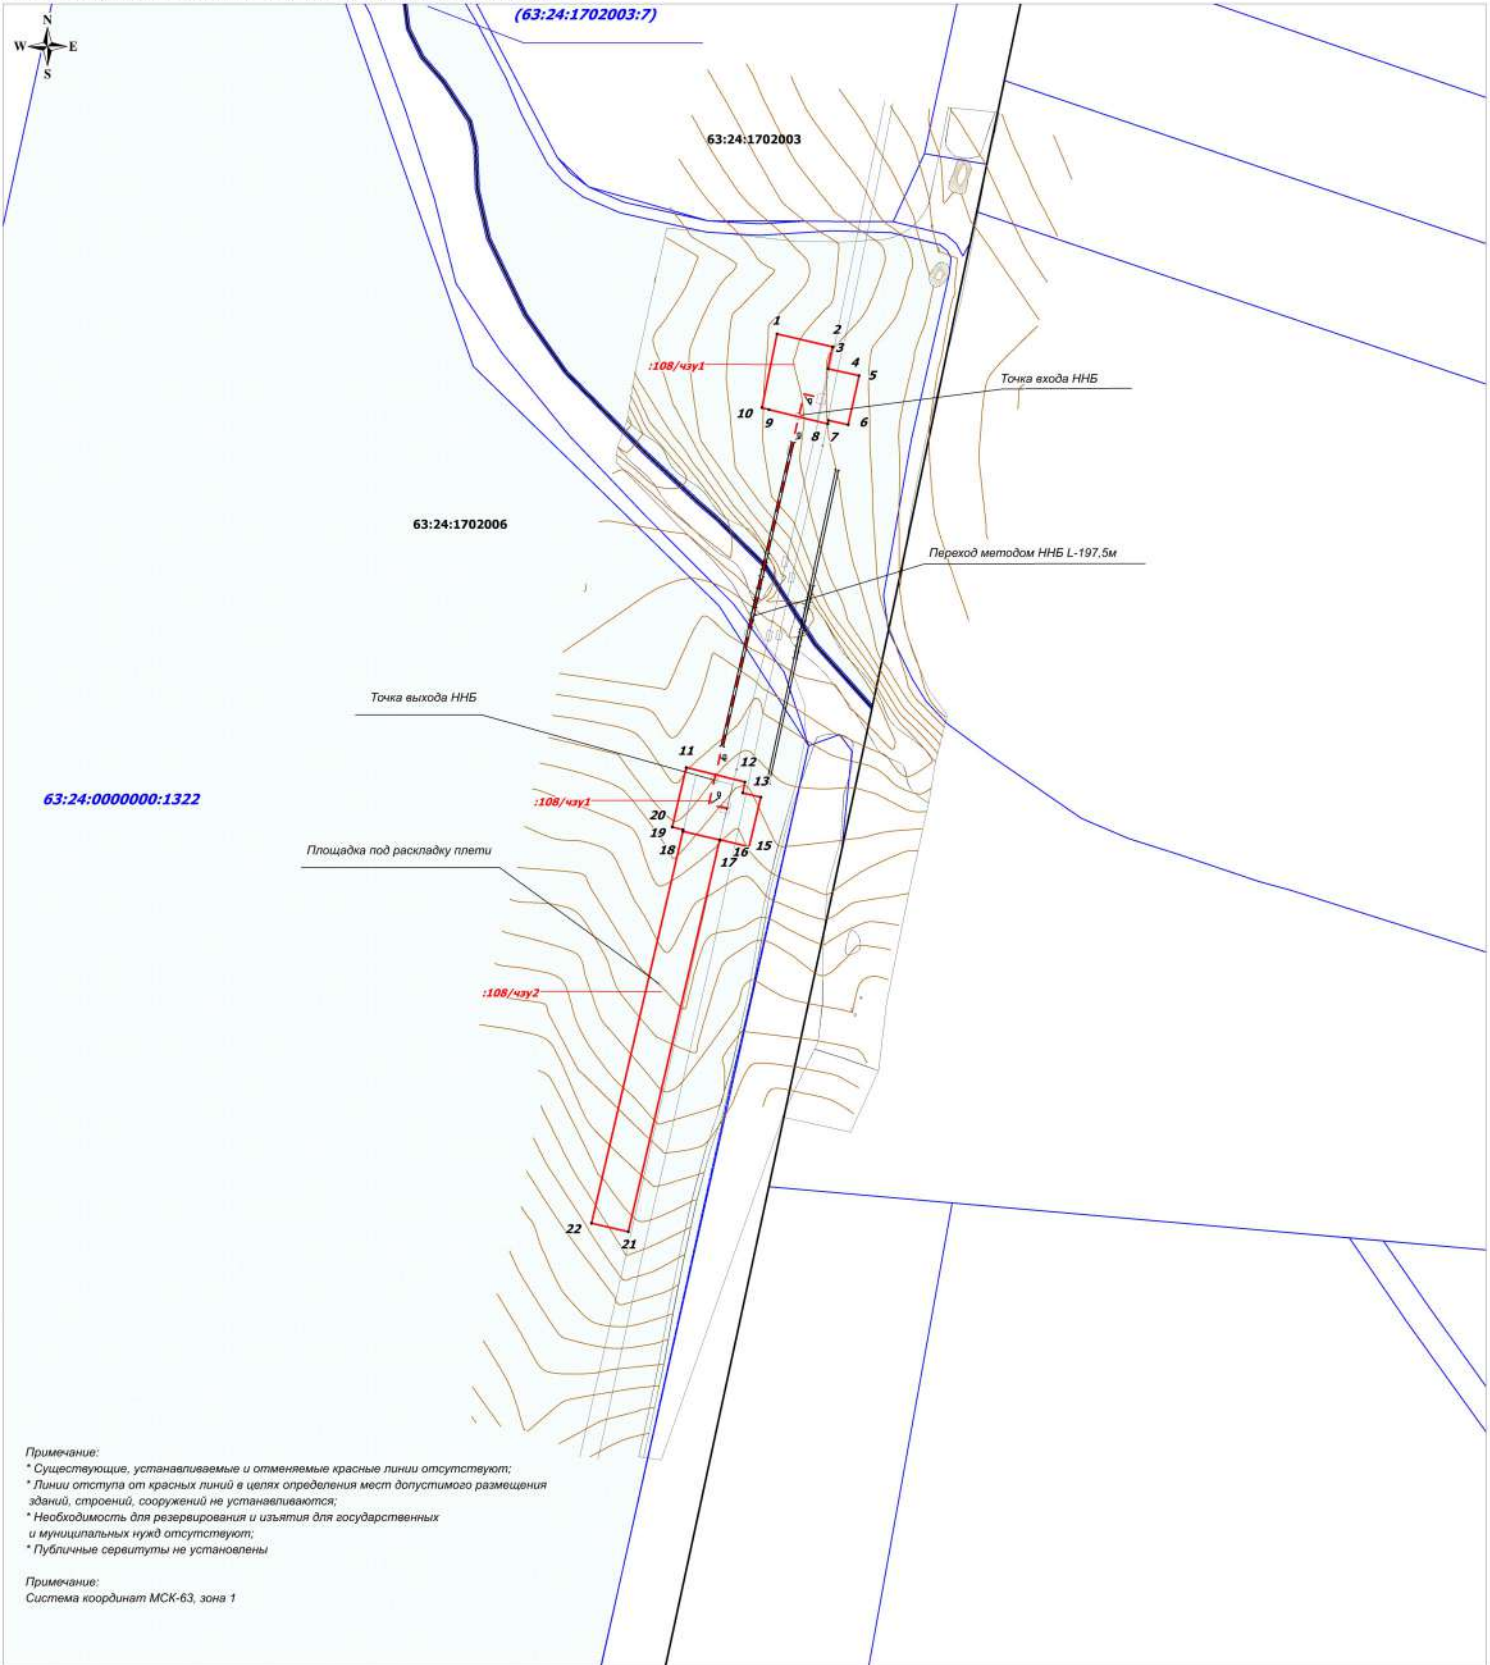 (63:24:1702003:7)
N
W E
S
63:24:1702003
1
2
3
4
5
:108/чзу1
Точка входа ННБ
10
9
8
7
6
63:24:1702006
Переход методом ННБ L-197,5м
Точка выхода ННБ
11
12
13
63:24:0000000:1322
:108/чзу1
20
19
18
15
16
17
Площадка под раскладку плети
:108/чзу2
22
21
Примечание:
* Существующие, устанавливаемые и отменяемые красные линии отсутствуют;
* Линии отступа от красных линий в целях определения мест допустимого размещения
зданий, строений, сооружений не устанавливаются;
* Необходимость для резервирования и изъятия для государственных
и муниципальных нужд отсутствуют;
* Публичные сервитуты не установлены
Примечание:
Система координат МСК-63, зона 1